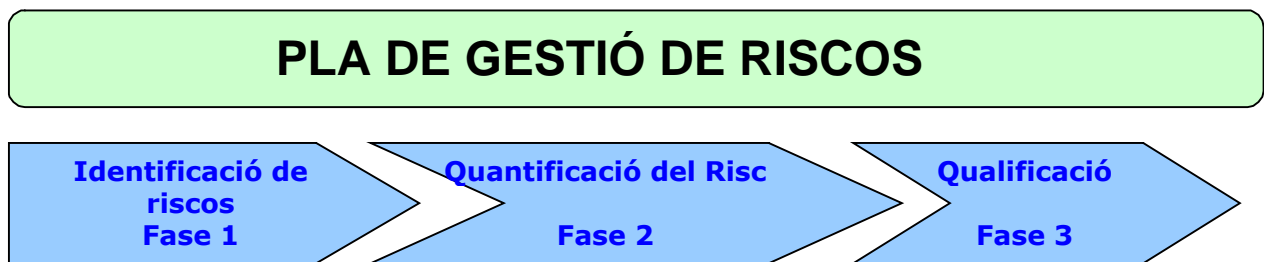 PLA DE GESTIÓ DE RISCOS
Identificació de
riscos
Fase 1
Quantificació del Risc
Fase 2
Qualificació
Fase 3